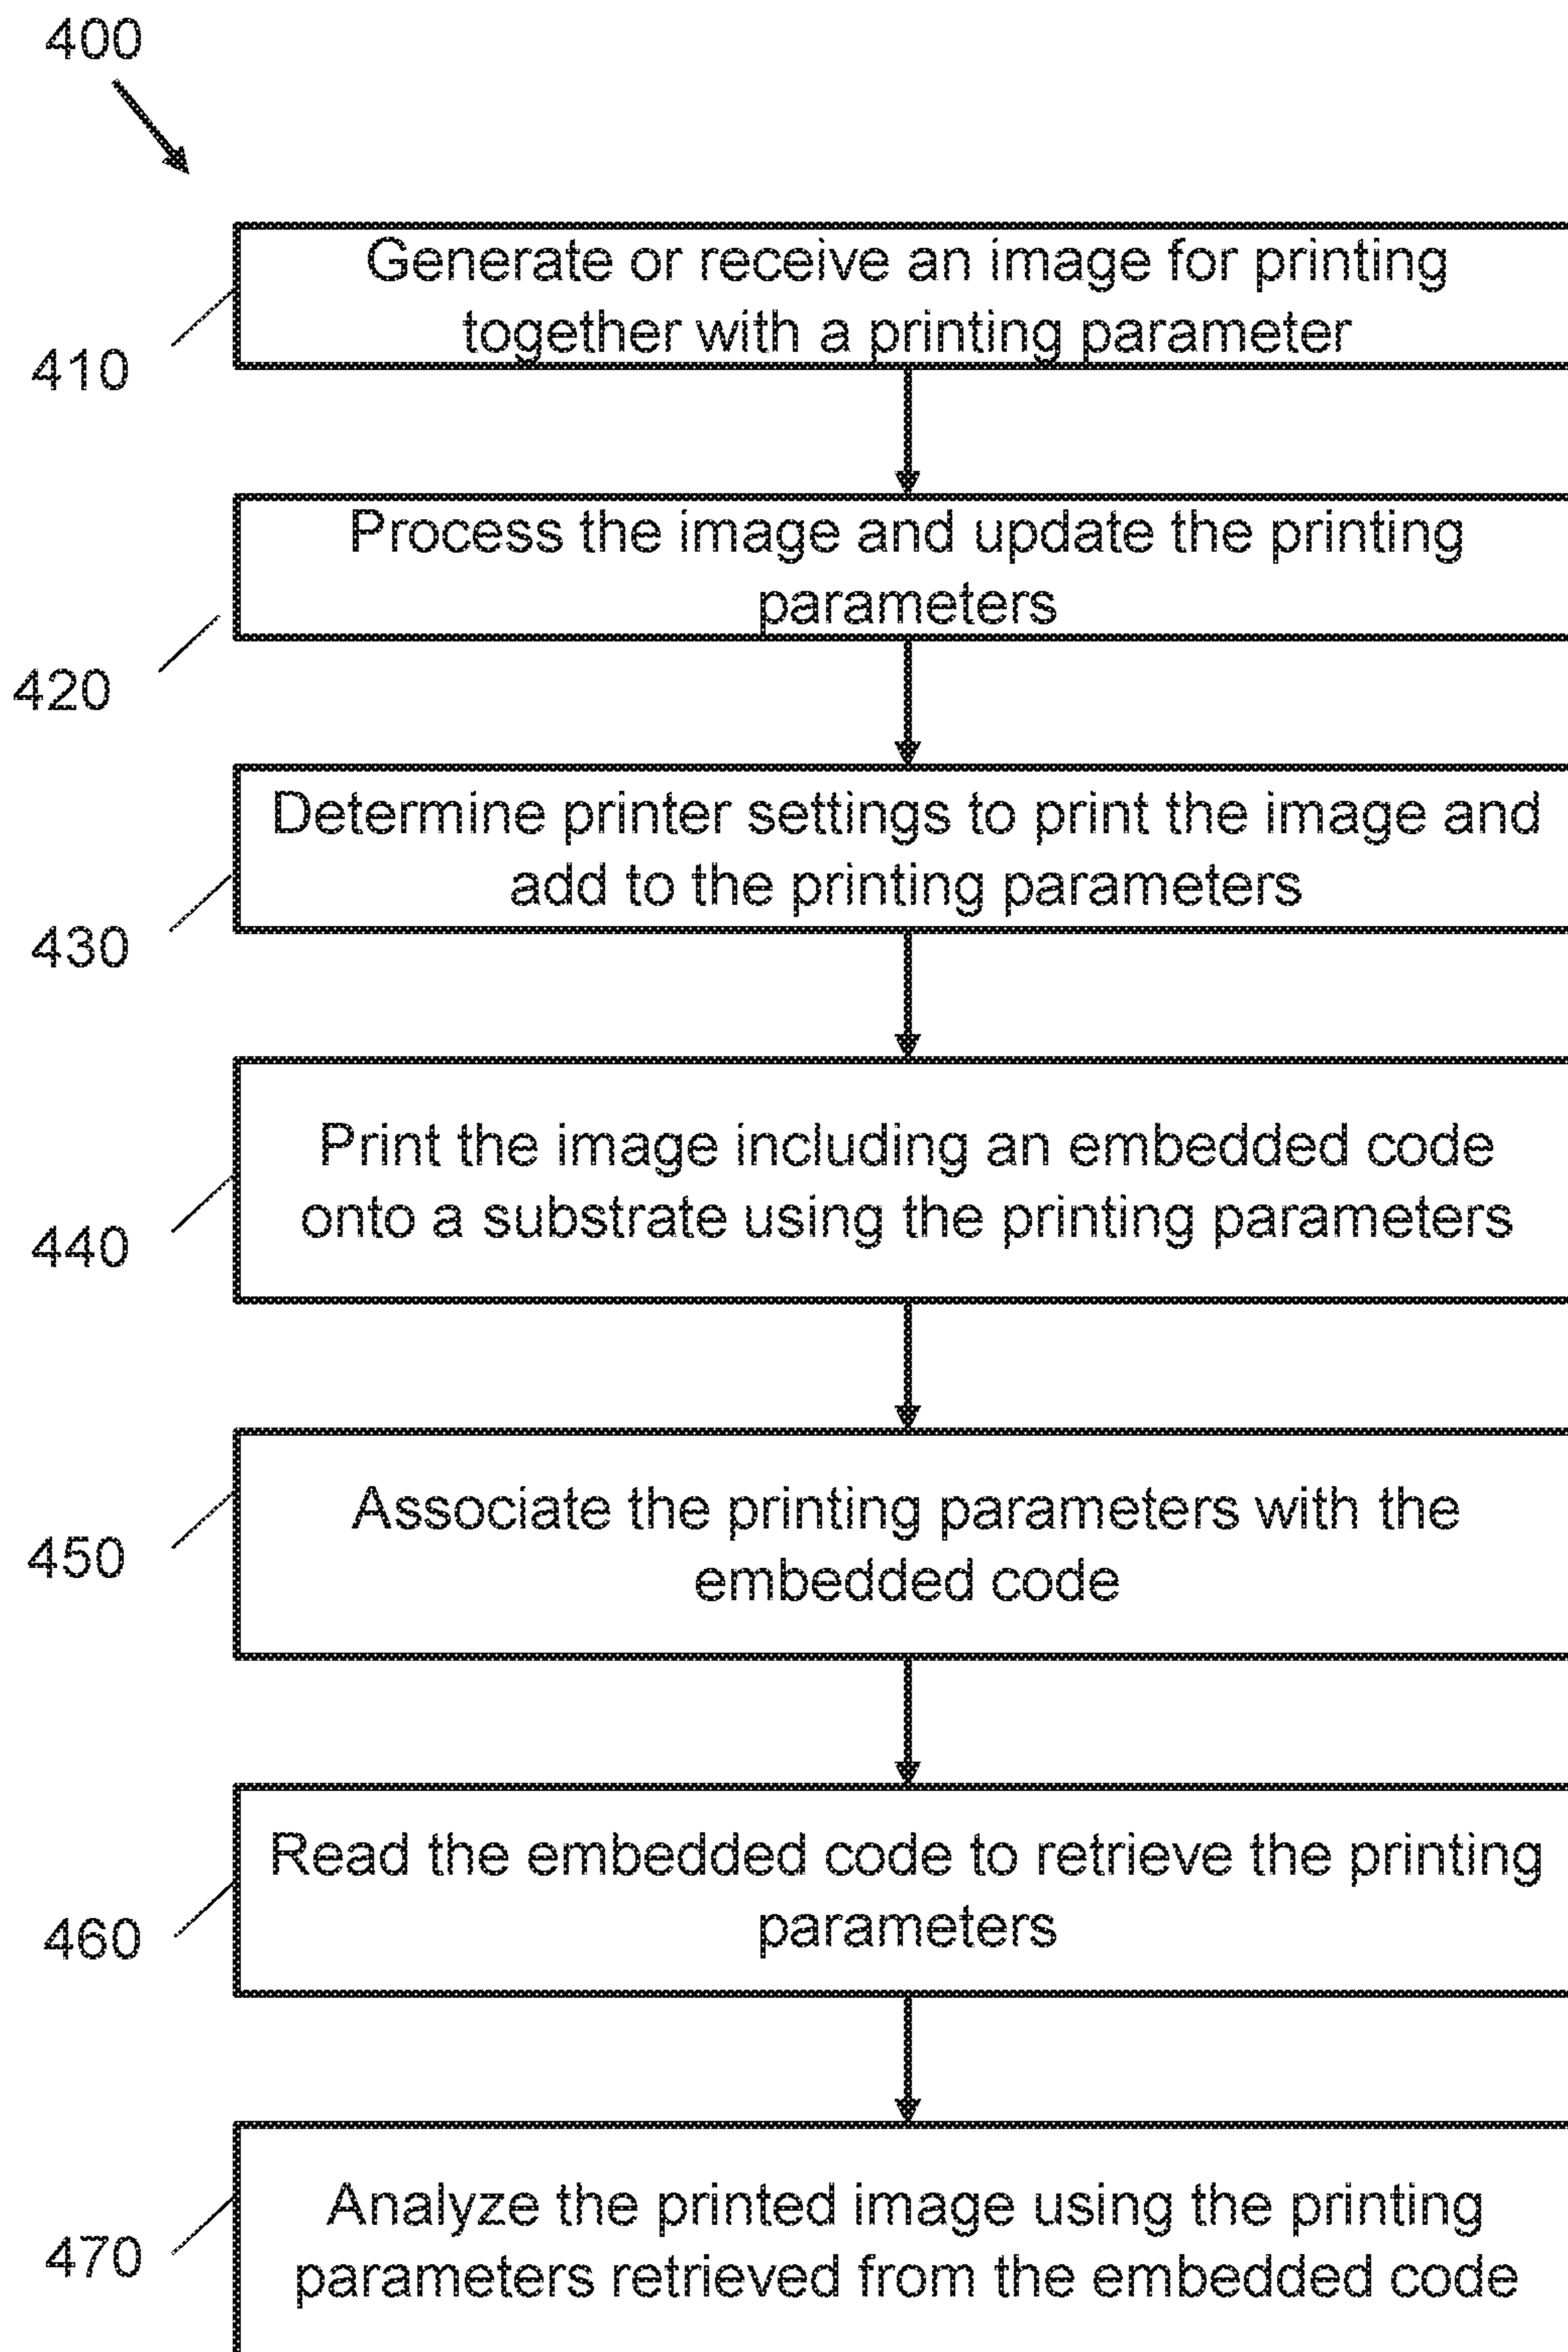 400
Generate or receive an image for printing
together with a printing parameter
410
Process the image and update the printing
parameters
420
Determine printer settings to print the image and
add to the printing parameters
430
Print the image including an embedded code
onto a substrate using the printing parameters
440
Associate the printing parameters with the
embedded code
450
Read the embedded code to retrieve the printing
parameters
460
Analyze the printed image using the printing
parameters retrieved from the embedded code
470